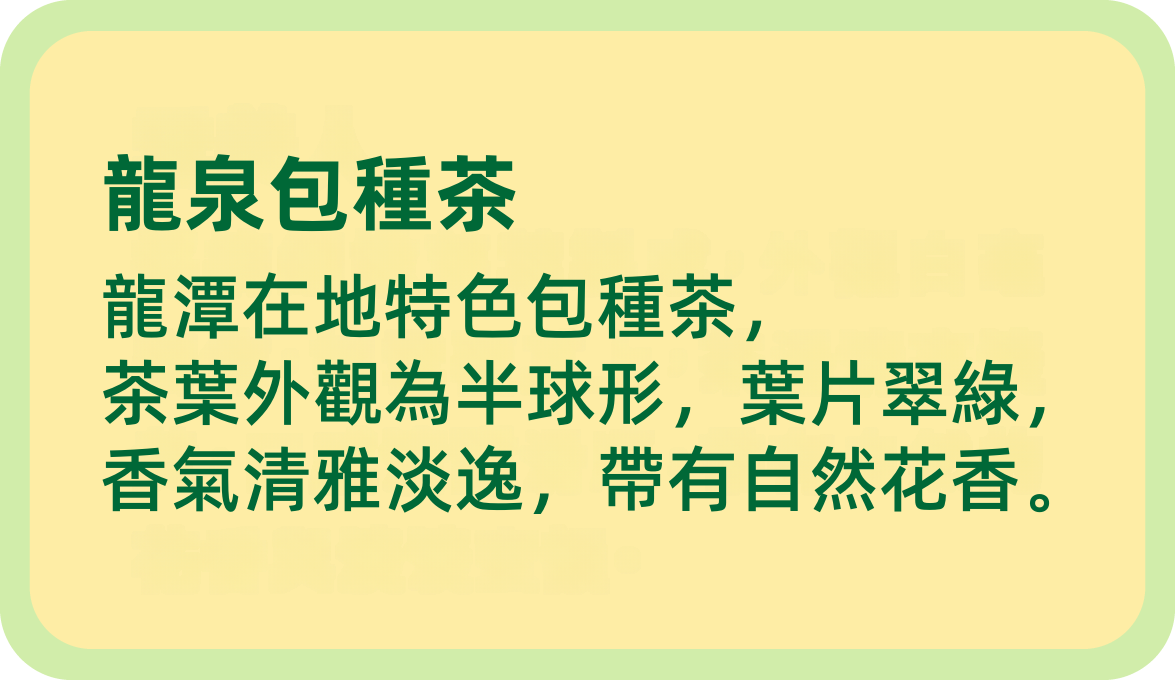 龍泉包種茶
龍潭在地特色包種茶，
茶葉外觀為半球形，葉片翠綠，
香氣清雅淡逸，帶有自然花香。